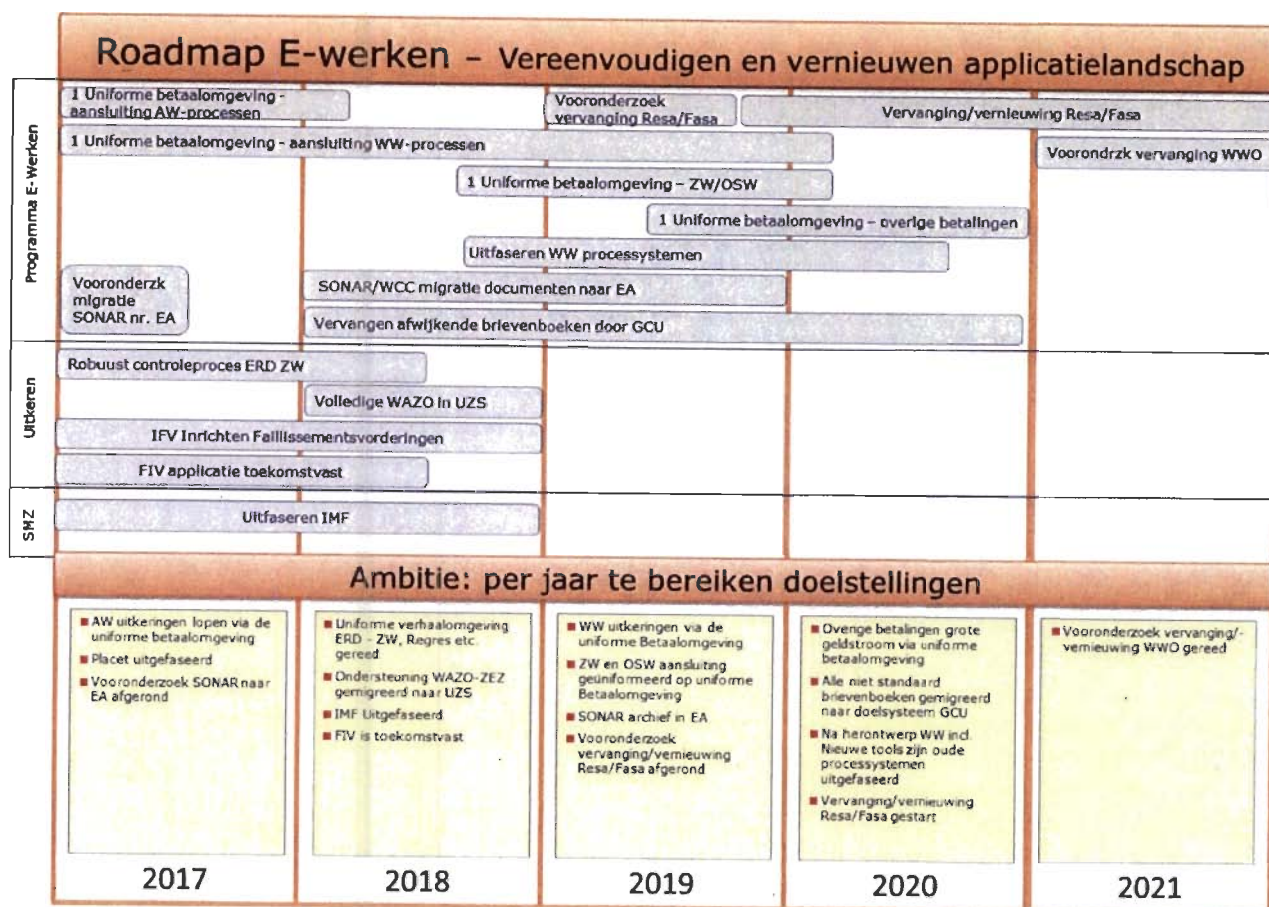 Roadmap E-werken – Vereenvoudigen en vernieuwen applicatielandschap
Programma E-Werken
1 Uniforme betaalomgeving -
aansluiting AW-processen
Vooronderzoek
vervanging Resa/Fasa
Vervanging/vernieuwing Resa/Fasa
1 Uniforme betaalomgeving - aansluiting WW-processen
Voorondrzk vervanging WWO
1 Uniforme betaalomgeving – ZW/OSW
1 Uniforme betaalomgeving – overige betalingen
Uitfaseren WW processystemen
Vooronderzk
migratie
SONAR nr. EA
SONAR/WCC migratie documenten naar EA
Vervangen afwijkende brievenboeken door GCU
Uitkeren
Robuust controleproces ERD ZW
Volledige WAZO in UZS
IFV Inrichten Faillissementsvorderingen
FIV applicatie toekomstvast
SMZ
Uitfaseren IMF
Ambitie: per jaar te bereiken doelstellingen
■ AW uitkeringen lopen via de
uniforme betaalomgeving
■ Placet uitgefaseerd
■ Vooronderzoek SONAR naar
EA afgerond
2017
■ Uniforme verhaalomgeving
ERD - ZW, Regres etc.
gereed
■ Ondersteuning WAZO-ZEZ
gemigreerd naar UZS
■ IMF Uitgefaseerd
■ FIV is toekomstvast
2018
■ WW uitkeringen via de
uniforme Betaalomgeving
■ ZW en OSW aansluiting
geüniformeerd op uniforme
Betaalomgeving
■ SONAR archief in EA
■ Vooronderzoek
vervanging/vernieuwing
Resa/Fasa afgerond
2019
■ Overige betalingen grote
geldstroom via uniforme
betaalomgeving
■ Alle niet standaard
brievenboeken gemigreerd
naar doelsysteem GCU
■ Na herontwerp WW incl.
Nieuwe tools zijn oude
processystemen
uitgefaseerd
■ Vervanging/vernieuwing
Resa/Fasa gestart
2020
■ Vooronderzoek vervanging/-
vernieuwing WWO gereed
2021